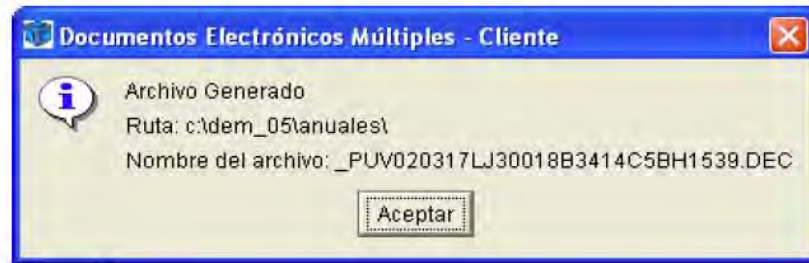 Documentos Electrónicos Múltiples - Cliente
Archivo Generado
Ruta: c:\dem_05\anuales\
Nombre del archivo: _PUV020317LJ30018B3414C5BH1539.DEC
Aceptar